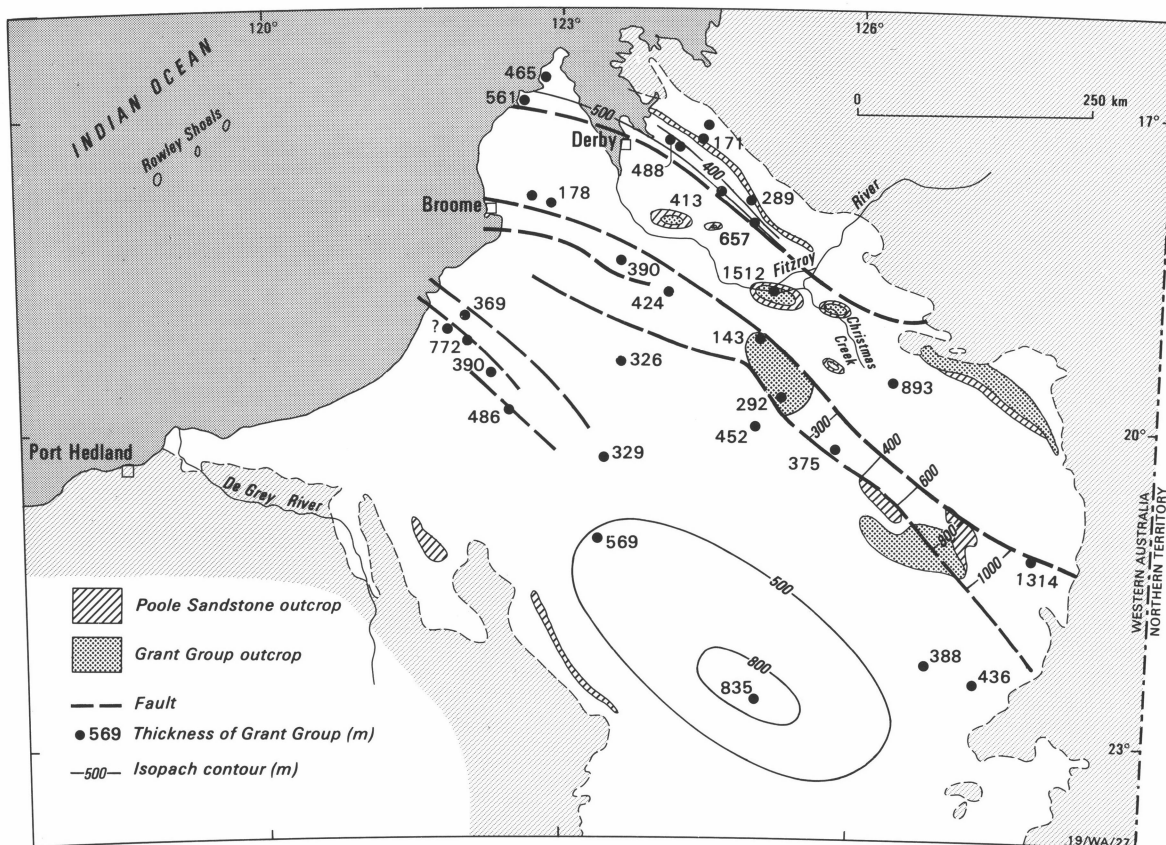 120°
123°
126°
INDIAN OCEAN
Rowley Shoals
465
561
500
0
250 km
17°
Derby
171
488
400
River
178
413
289
Broome
657
390
Fitzroy
1512
424
369
Christmas
Creek
?
143
772
326
893
390
292
300
486
452
400
20°
Port Hedland
329
375
600
De Grey River
569
800
1000
1314
WESTERN AUSTRALIA
NORTHERN TERRITORY
500
Poole Sandstone outcrop
Grant Group outcrop
800
388
835
436
Fault
569 Thickness of Grant Group (m)
500 Isopach contour (m)
23°
19/WA/27